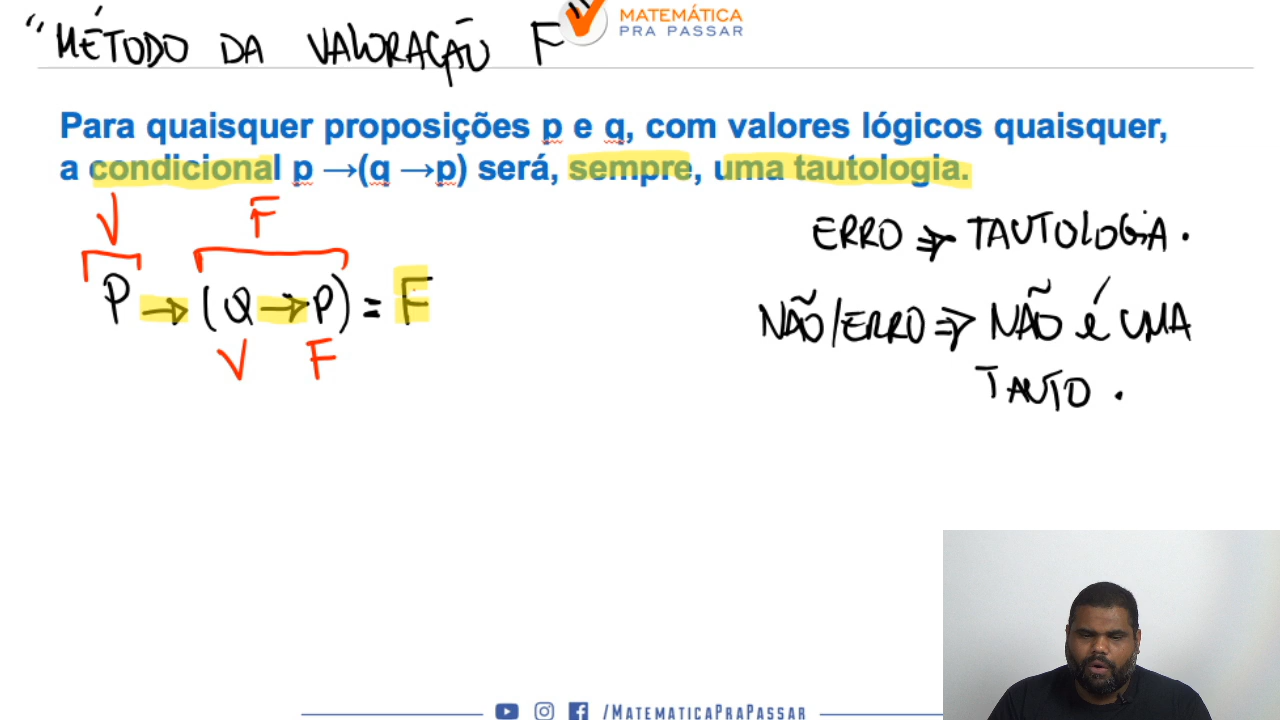 "MÉTODO DA VALORAÇÃO F"
MATEMÁTICA
PRA PASSAR
Para quaisquer proposições p e q, com valores lógicos quaisquer,
a condicional p →(q →p) será, sempre, uma tautologia.
V F
P → (Q → P) = F
V F
ERRO ⇒ TAUTOLOGIA.
NÃO/ERRO ⇒ NÃO É UMA
TAUTO.
/MATEMATICAPRAPASSAR